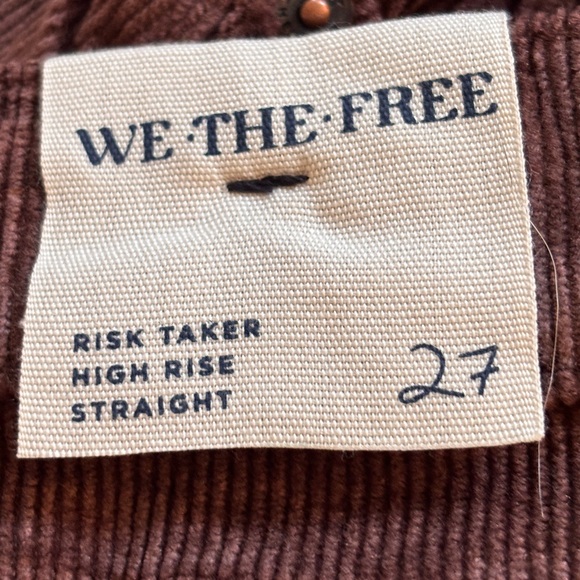 WE·THE·FREE
RISK TAKER
HIGH RISE
STRAIGHT
27